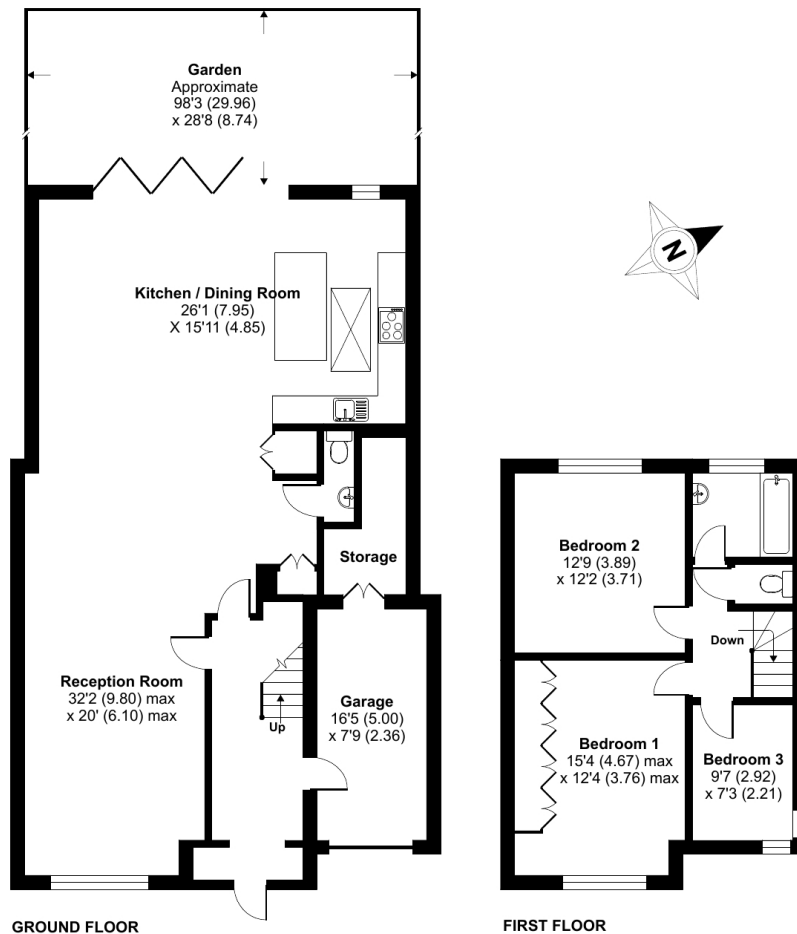 Garden
Approximate
98'3 (29.96)
x 28'8 (8.74)
N
Kitchen / Dining Room
26'1 (7.95)
X 15'11 (4.85)
Storage
Reception Room
32'2 (9.80) max
x 20' (6.10) max
Up
Garage
16'5 (5.00)
x 7'9 (2.36)
GROUND FLOOR
Bedroom 2
12'9 (3.89)
x 12'2 (3.71)
Down
Bedroom 1
15'4 (4.67) max
x 12'4 (3.76) max
Bedroom 3
9'7 (2.92)
x 7'3 (2.21)
FIRST FLOOR